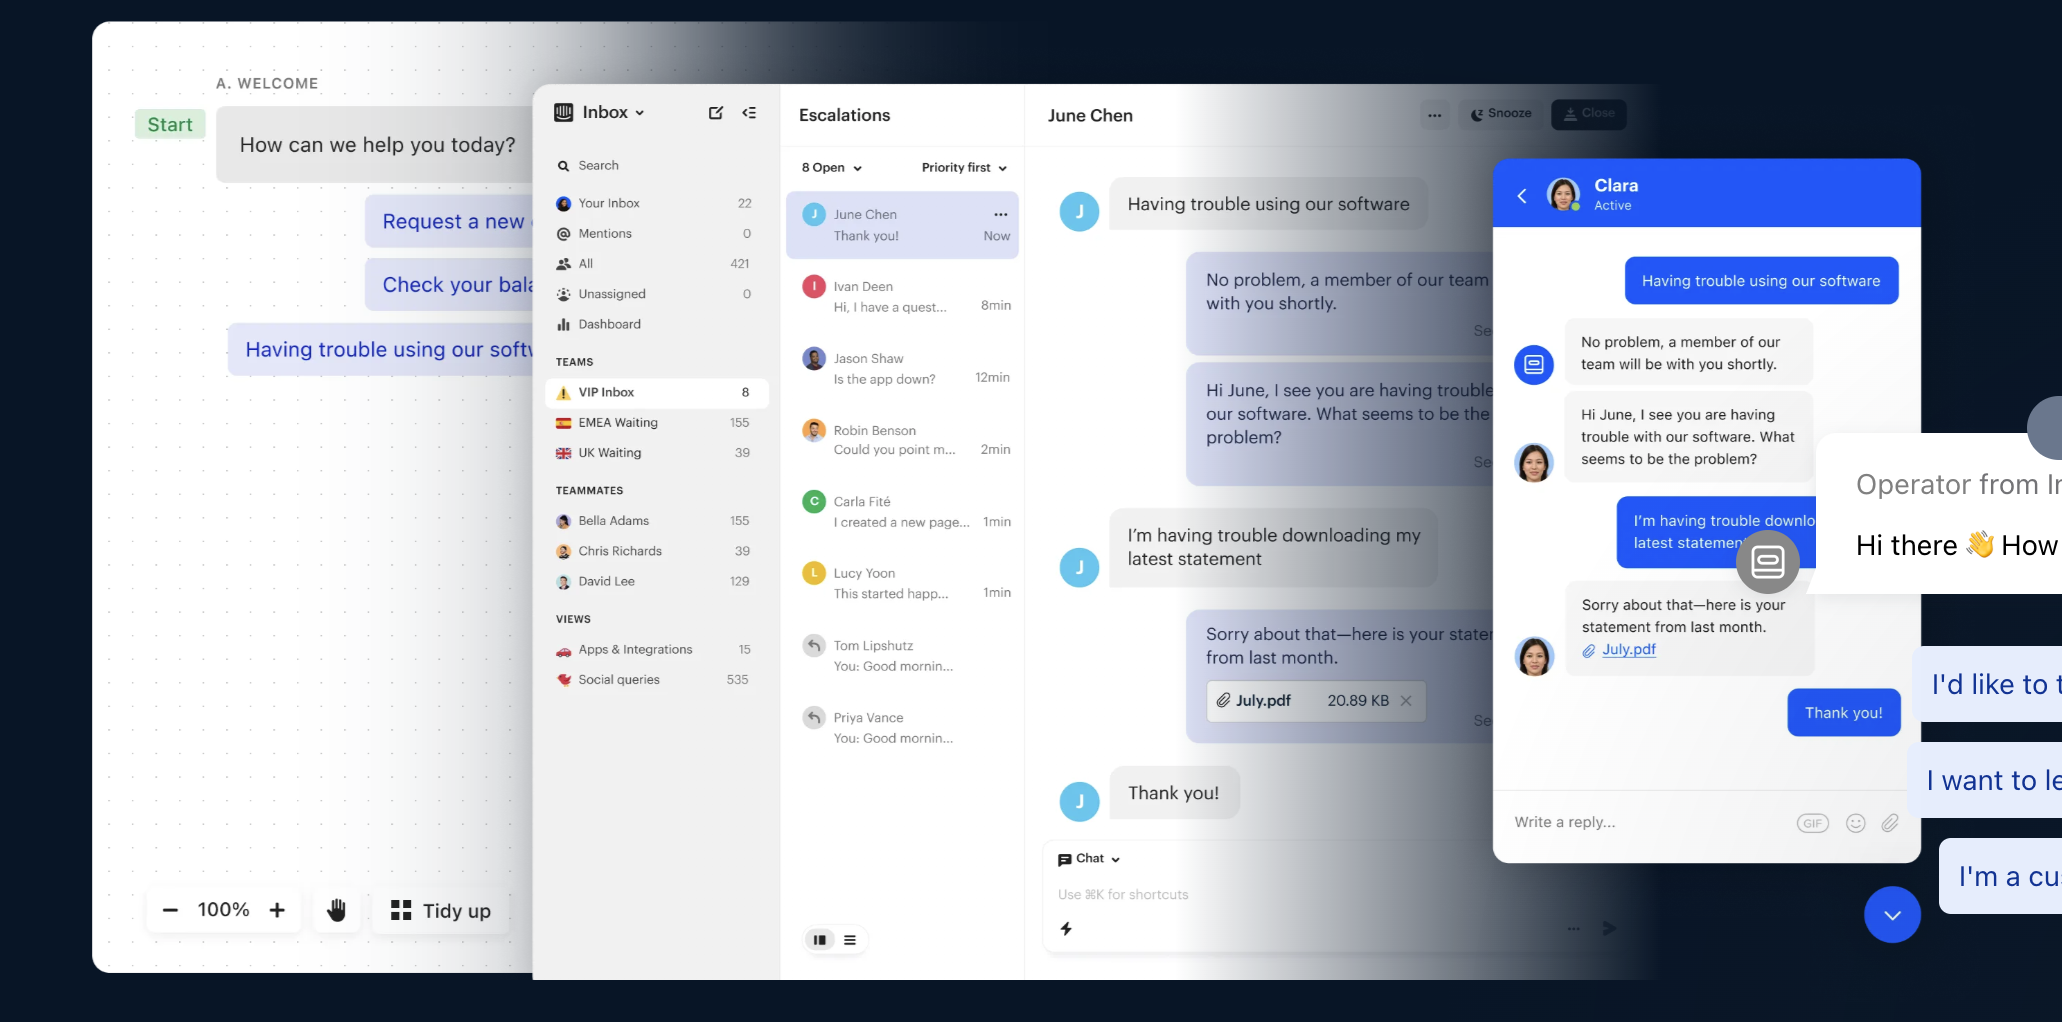 A. WELCOME
Start
How can we help you today?
Request a new
Check your bala
Having trouble using our softw
100%
Tidy up
Inbox
Search
Your Inbox 22
Mentions 0
All 421
Unassigned 0
Dashboard
TEAMS
VIP Inbox 8
EMEA Waiting 155
UK Waiting 39
TEAMMATES
Bella Adams 155
Chris Richards 39
David Lee 129
VIEWS
Apps & Integrations 15
Social queries 535
Escalations
8 Open Priority first
J June Chen
Thank you! Now
I Ivan Deen
Hi, I have a quest... 8min
Jason Shaw
Is the app down? 12min
Robin Benson
Could you point m... 2min
C Carla Fité
I created a new page... 1min
L Lucy Yoon
This started happ... 1min
Tom Lipshutz
You: Good mornin...
Priya Vance
You: Good mornin...
June Chen
Snooze
Close
J Having trouble using our software
No problem, a member of our team
with you shortly.
Se
Hi June, I see you are having trouble
our software. What seems to be the
problem?
Se
J I’m having trouble downloading my
latest statement
Sorry about that—here is your stater
from last month.
July.pdf 20.89 KB
Se
J Thank you!
Chat
Use ⌘K for shortcuts
Clara
Active
Having trouble using our software
No problem, a member of our
team will be with you shortly.
Hi June, I see you are having
trouble with our software. What
seems to be the problem?
I’m having trouble downlo
latest statement
Sorry about that—here is your
statement from last month.
July.pdf
Thank you!
Write a reply...
GIF
Operator from In
Hi there 👋 How
I'd like to t
I want to le
I'm a cus